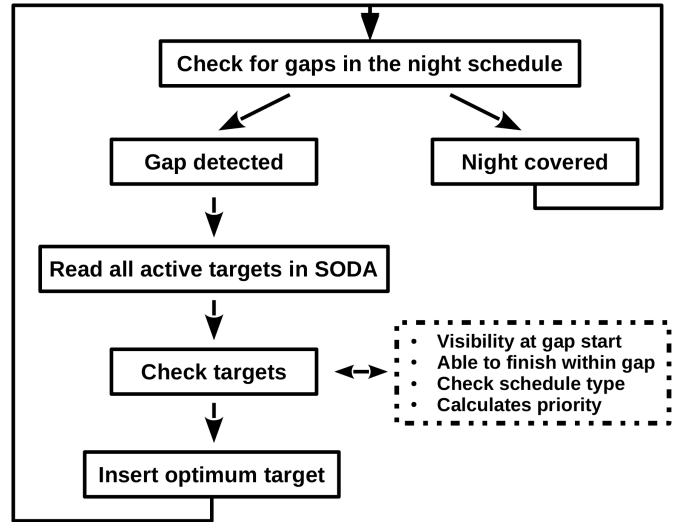 Check for gaps in the night schedule
Gap detected
Night covered
Read all active targets in SODA
Check targets
• Visibility at gap start
• Able to finish within gap
• Check schedule type
• Calculates priority
Insert optimum target